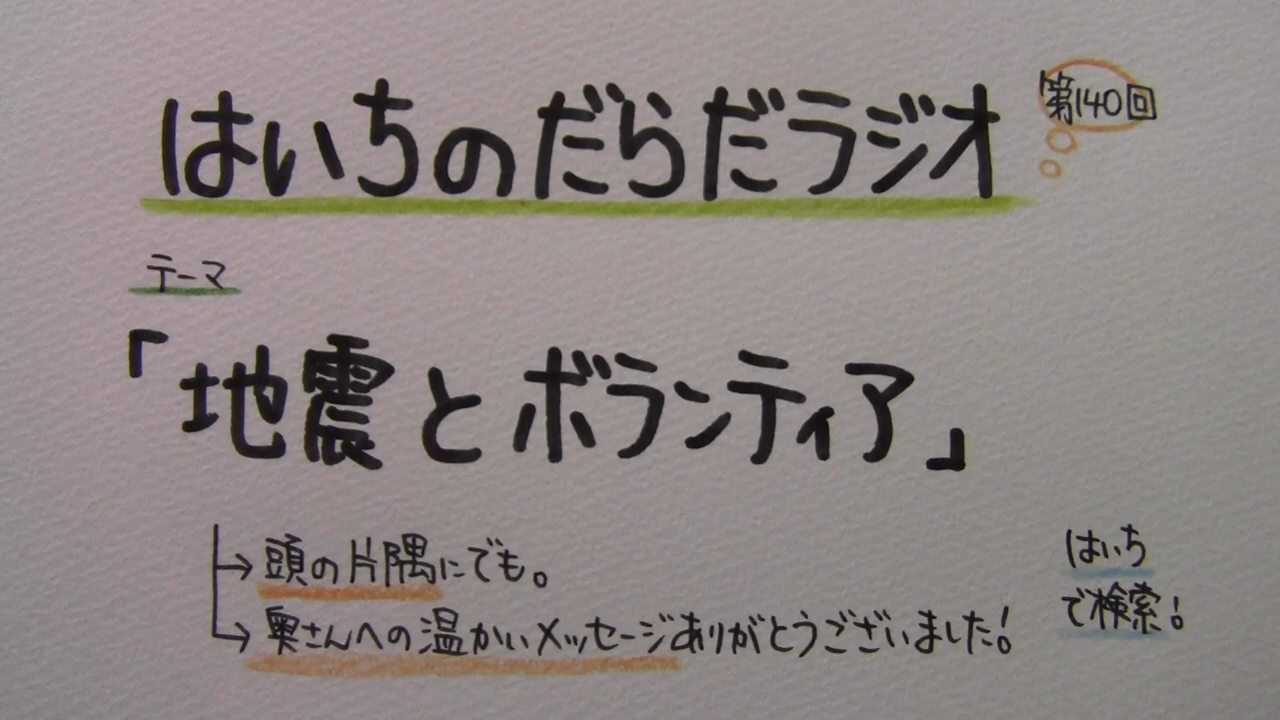 はいちのだらだラジオ
第140回
テーマ
「地震とボランティア」
→頭の片隅にでも。
→奥さんへの温かいメッセージありがとうございました!
はいち
で検索!